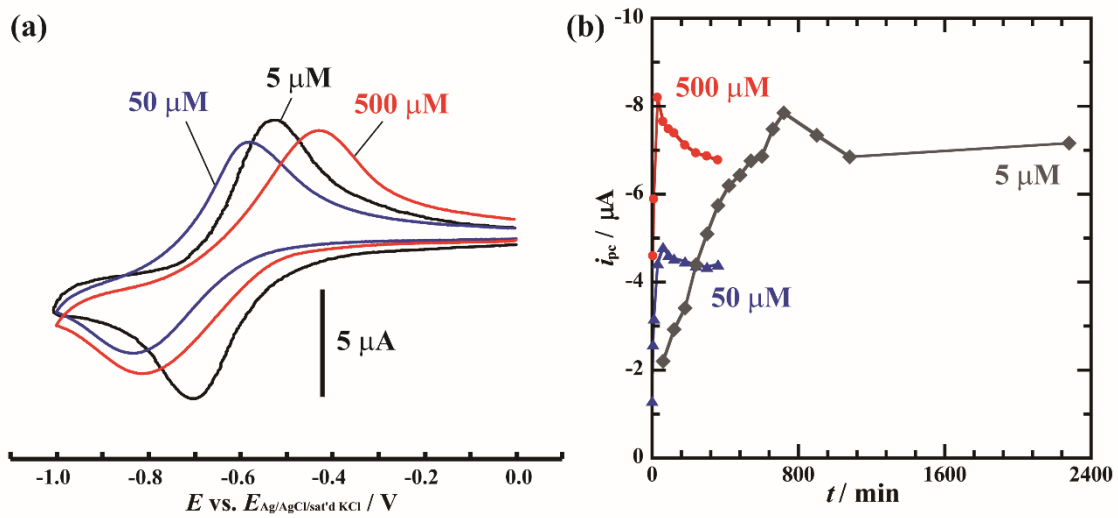 (a)
5 μM
50 μM
500 μM
5 μA
-1.0 -0.8 -0.6 -0.4 -0.2 0.0
E vs. E Ag/AgCl/sat'd KCl / V
(b)
-10
-8
-6
-4
-2
0
i pc / μA
500 μM
5 μM
50 μM
0 800 1600 2400
t / min